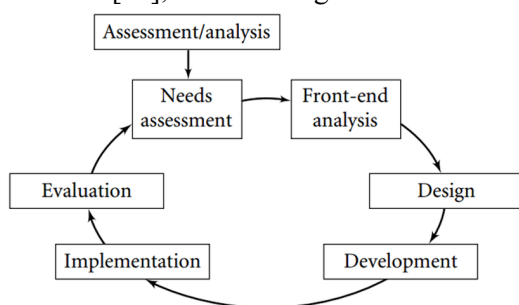 Assessment/analysis
Needs
assessment
Front-end
analysis
Evaluation
Design
Implementation
Development